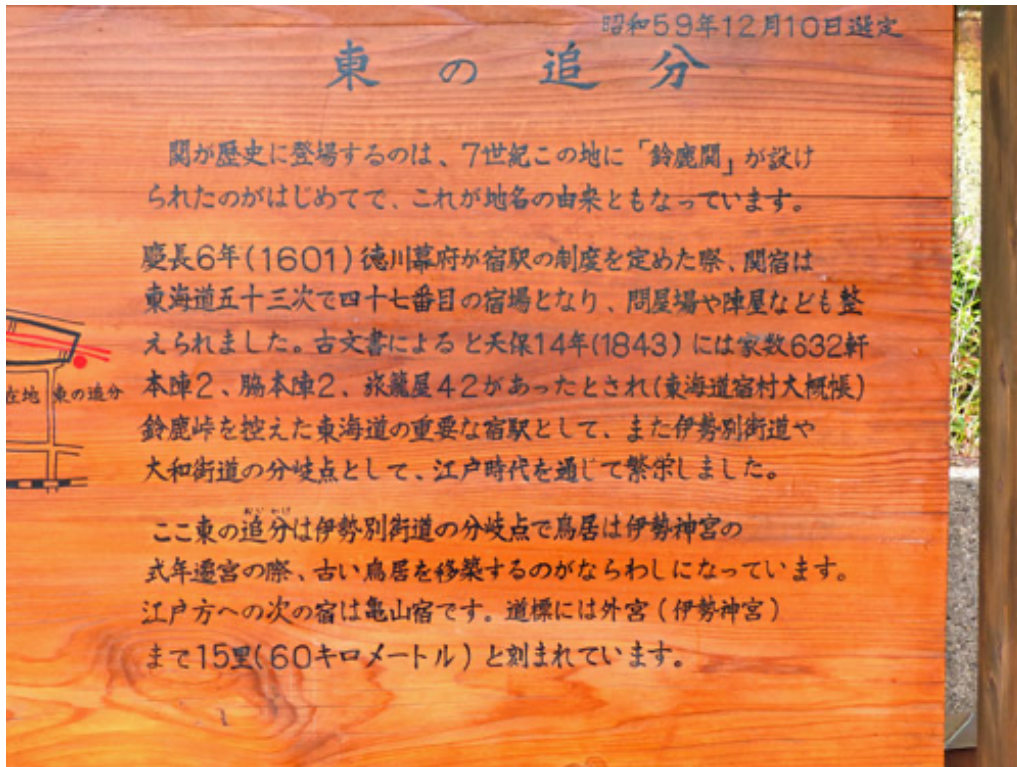 昭和59年12月10日選定
東の追分
関が歴史に登場するのは、7世紀この地に「鈴鹿関」が設け
られたのがはじめてで、これが地名の由来ともなっています。
慶長6年(1601)徳川幕府が宿駅の制度を定めた際、関宿は
東海道五十三次で四十七番目の宿場となり、問屋場や陣屋なども整
えられました。古文書によると天保14年(1843)には家数632軒
本陣2、脇本陣2、旅籠屋42があったとされ(東海道宿村大概帳)
鈴鹿峠を控えた東海道の重要な宿駅として、また伊勢別街道や
大和街道の分岐点として、江戸時代を通じて繁栄しました。
おいわけ
ここ東の追分は伊勢別街道の分岐点で鳥居は伊勢神宮の
式年遷宮の際、古い鳥居を移築するのがならわしになっています。
江戸方への次の宿は亀山宿です。道標には外宮(伊勢神宮)
まで15里(60キロメートル)と刻まれています。
在地
東の追分